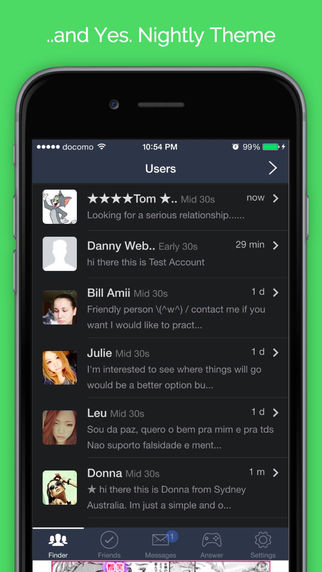 ..and Yes. Nightly Theme
docomo 10:54 PM 99%
Users
★★★★Tom ★.. Mid 30s now
Looking for a serious relationship......
Danny Web.. Early 30s 29 min
hi there this is Test Account
Bill Amii Mid 30s 1 d
Friendly person \(^w^) / contact me if you
want I would like to pract...
Julie Mid 30s 1 d
I'm interested to see where things will go
would be a better option bu...
Leu Mid 30s 1 d
Sou da paz, quero o bem pra mim e pra tds
Nao suporto falsidade e ment...
Donna Mid 30s 1 m
★ hi there this is Donna from Sydney
Australia. Im just a simple and o...
1
Finder Friends Messages Answer Settings